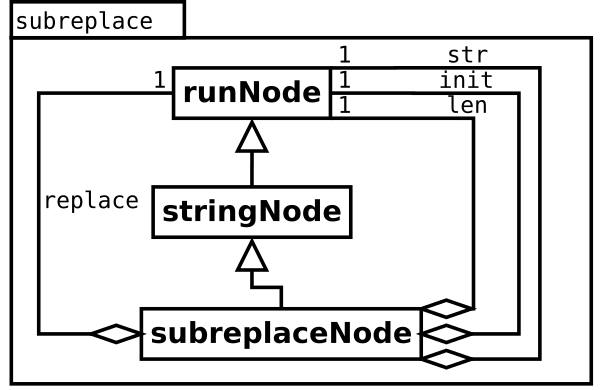 subreplace
1 str
1 runNode 1 init
1 len
replace
stringNode
subreplaceNode